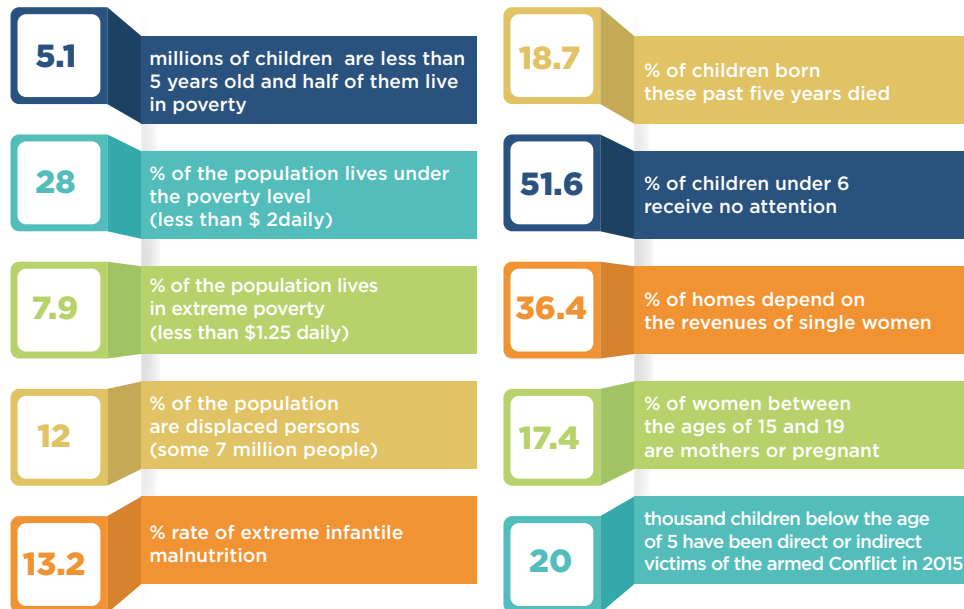 5.1
millions of children are less than
5 years old and half of them live
in poverty
28
% of the population lives under
the poverty level
(less than $ 2daily)
7.9
% of the population lives
in extreme poverty
(less than $1.25 daily)
12
% of the population
are displaced persons
(some 7 million people)
13.2
% rate of extreme infantile
malnutrition
18.7
% of children born
these past five years died
51.6
% of children under 6
receive no attention
36.4
% of homes depend on
the revenues of single women
17.4
% of women between
the ages of 15 and 19
are mothers or pregnant
20
thousand children below the age
of 5 have been direct or indirect
victims of the armed Conflict in 2015